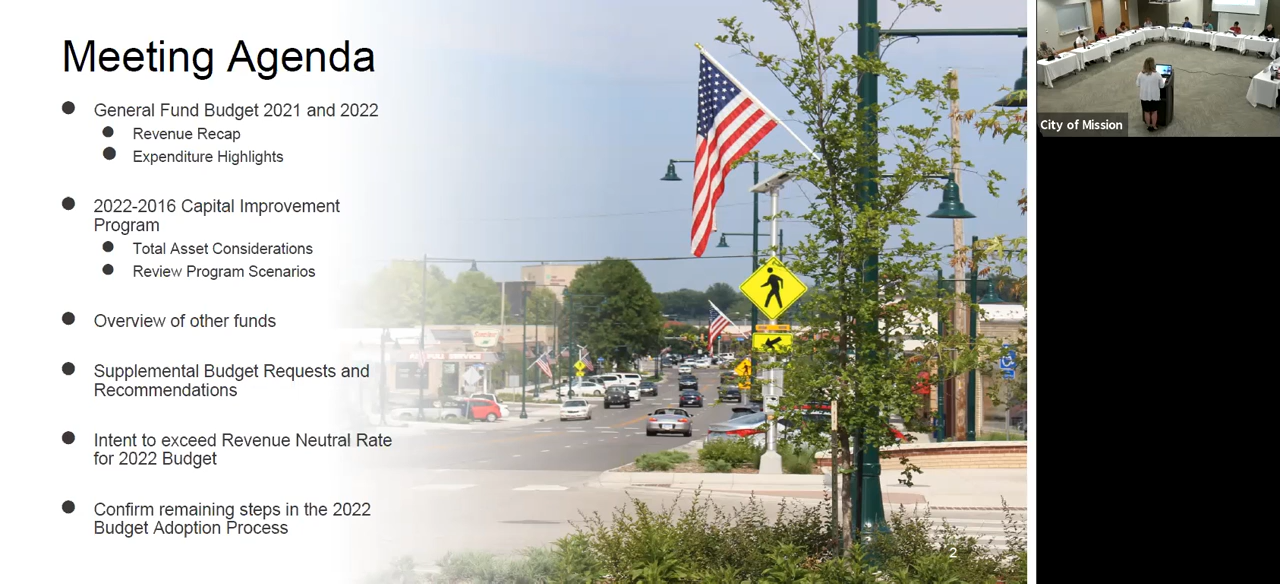 Meeting Agenda
General Fund Budget 2021 and 2022
Revenue Recap
Expenditure Highlights
2022-2016 Capital Improvement
Program
Total Asset Considerations
Review Program Scenarios
Overview of other funds
Supplemental Budget Requests and
Recommendations
Intent to exceed Revenue Neutral Rate
for 2022 Budget
Confirm remaining steps in the 2022
Budget Adoption Process
2
City of Mission